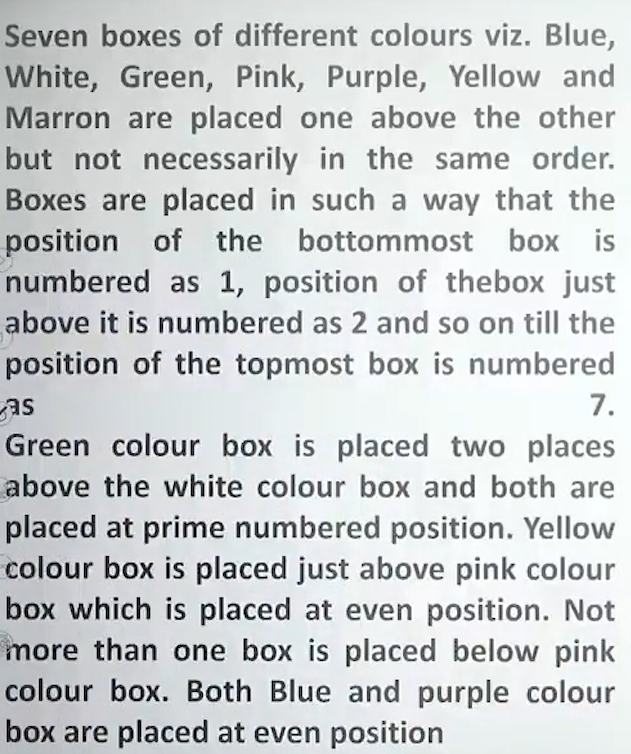 Seven boxes of different colours viz. Blue,
White, Green, Pink, Purple, Yellow and
Marron are placed one above the other
but not necessarily in the same order.
Boxes are placed in such a way that the
position of the bottommost box is
numbered as 1, position of thebox just
above it is numbered as 2 and so on till the
position of the topmost box is numbered
as 7.
Green colour box is placed two places
above the white colour box and both are
placed at prime numbered position. Yellow
colour box is placed just above pink colour
box which is placed at even position. Not
more than one box is placed below pink
colour box. Both Blue and purple colour
box are placed at even position